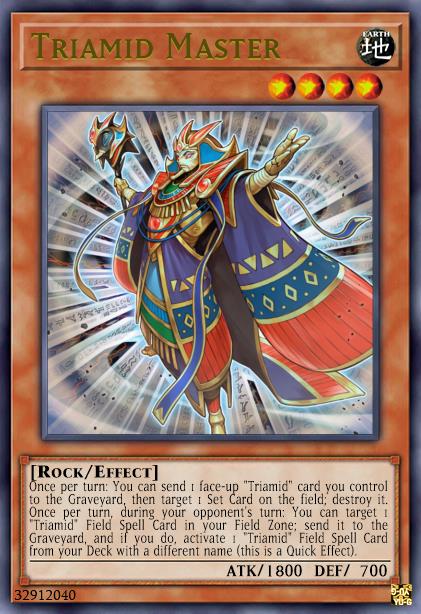 Triamid Master
EARTH
地
[Rock/Effect]
Once per turn: You can send 1 face-up "Triamid" card you control
to the Graveyard, then target 1 Set Card on the field; destroy it.
Once per turn, during your opponent's turn: You can target 1
"Triamid" Field Spell Card in your Field Zone; send it to the
Graveyard, and if you do, activate 1 "Triamid" Field Spell Card
from your Deck with a different name (this is a Quick Effect).
ATK/1800 DEF/ 700
32912040